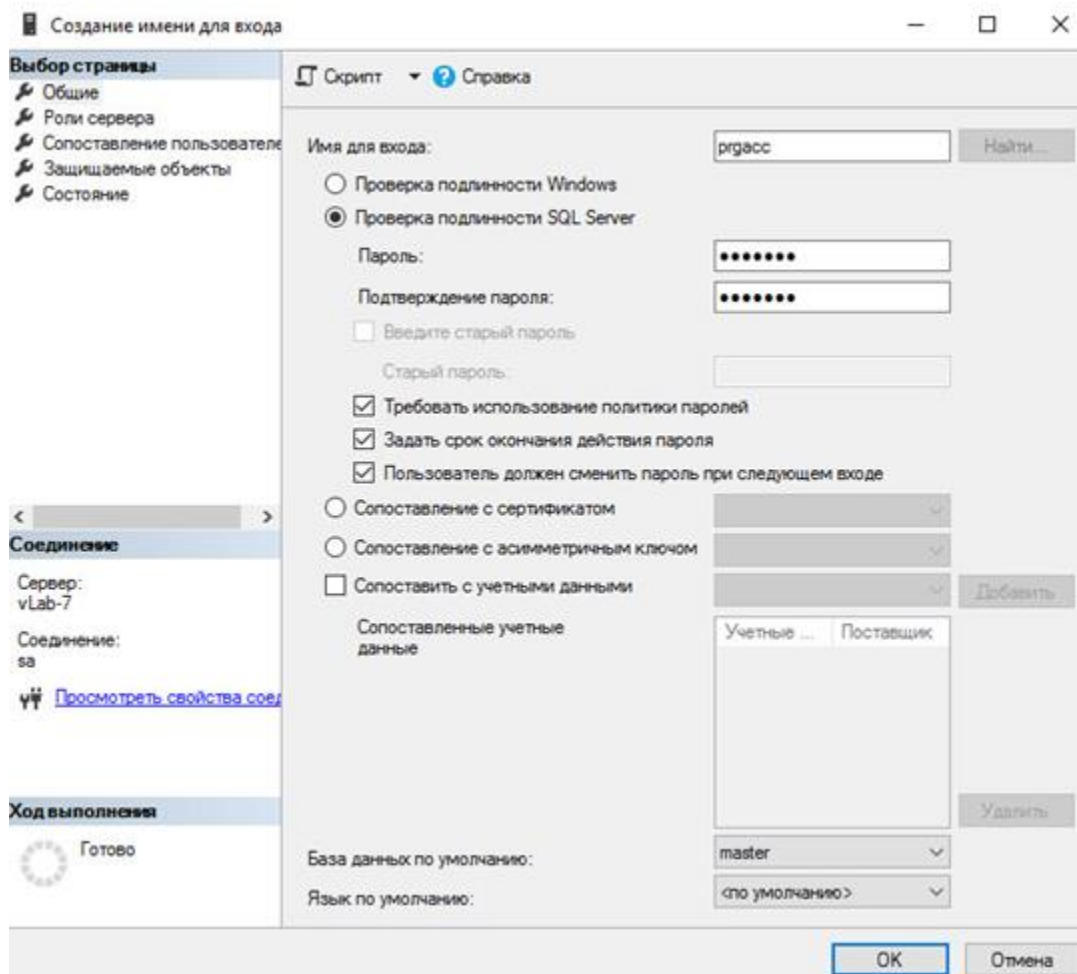 Создание имени для входа
Выбор страницы
Общие
Роли сервера
Сопоставление пользователе
Защищаемые объекты
Состояние
Соединение
Сервер:
vLab-7
Соединение:
sa
Просмотреть свойства соед
Ход выполнения
Готово
Скрипт Справка
Имя для входа: prgacc Найти...
Проверка подлинности Windows
Проверка подлинности SQL Server
Пароль: •••••••
Подтверждение пароля: •••••••
Введите старый пароль
Старый пароль:
Требовать использование политики паролей
Задать срок окончания действия пароля
Пользователь должен сменить пароль при следующем входе
Сопоставление с сертификатом
Сопоставление с асимметричным ключом
Сопоставить с учетными данными Добавить
Сопоставленные учетные
данные
Учетные ... Поставщик
Удалить
База данных по умолчанию: master
Язык по умолчанию: <по умолчанию>
OK Отмена